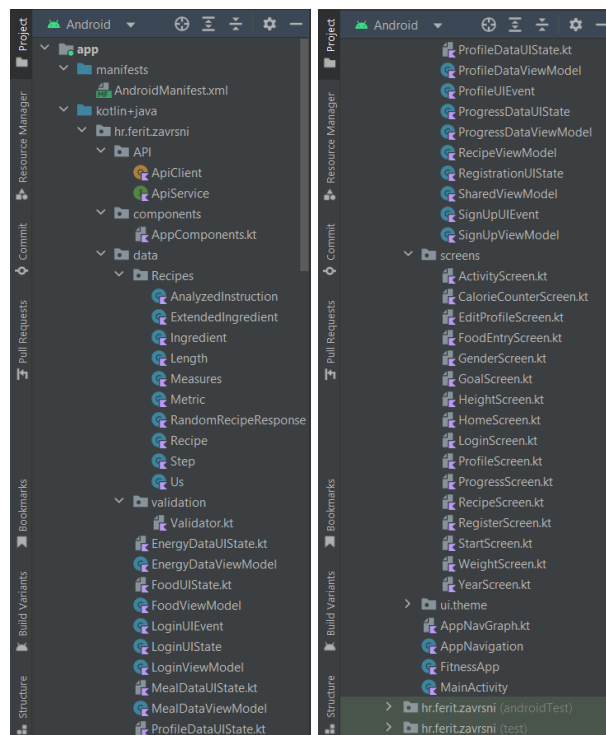 Android
Project
Resource Manager
Commit
Pull Requests
Bookmarks
Build Variants
Structure
app
manifests
AndroidManifest.xml
kotlin+java
hr.ferit.zavrsni
API
ApiClient
ApiService
components
AppComponents.kt
data
Recipes
AnalyzedInstruction
ExtendedIngredient
Ingredient
Length
Measures
Metric
RandomRecipeResponse
Recipe
Step
Us
validation
Validator.kt
EnergyDataUIState.kt
EnergyDataViewModel
FoodUIState.kt
FoodViewModel
LoginUIEvent
LoginUIState
LoginViewModel
MealDataUIState.kt
MealDataViewModel
ProfileDataUIState.kt
Android
Project
Resource Manager
Commit
Pull Requests
Bookmarks
Build Variants
Structure
ProfileDataUIState.kt
ProfileDataViewModel
ProfileUIEvent
ProgressDataUIState
ProgressDataViewModel
RecipeViewModel
RegistrationUIState
SharedViewModel
SignUpUIEvent
SignUpViewModel
screens
ActivityScreen.kt
CalorieCounterScreen.kt
EditProfileScreen.kt
FoodEntryScreen.kt
GenderScreen.kt
GoalScreen.kt
HeightScreen.kt
HomeScreen.kt
LoginScreen.kt
ProfileScreen.kt
ProgressScreen.kt
RecipeScreen.kt
RegisterScreen.kt
StartScreen.kt
WeightScreen.kt
YearScreen.kt
ui.theme
AppNavGraph.kt
AppNavigation
FitnessApp
MainActivity
hr.ferit.zavrsni (androidTest)
hr.ferit.zavrsni (test)